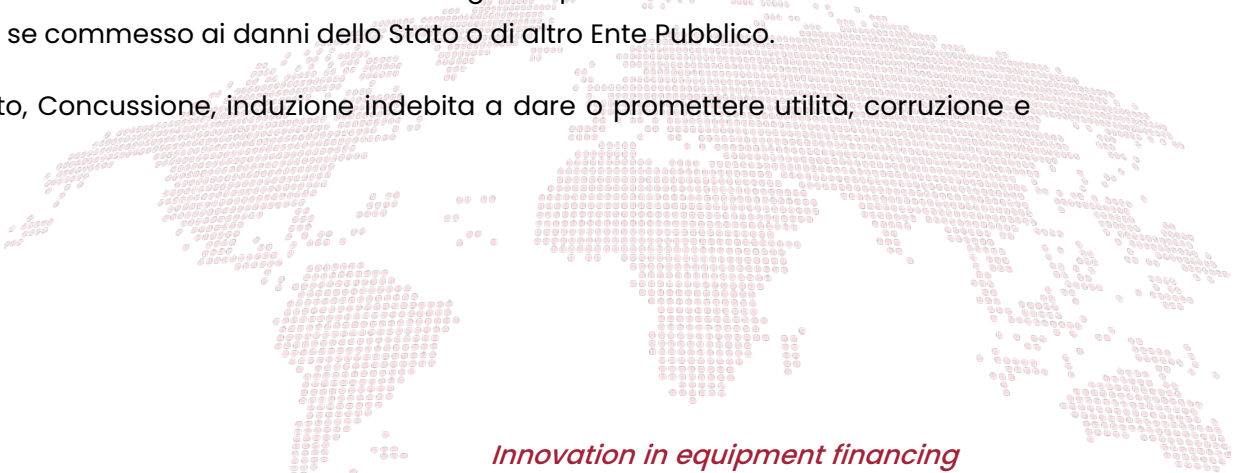 se commesso ai danni dello Stato o di altro Ente Pubblico.
Concussione, induzione indebita a dare o promettere utilità, corruzione e
Innovation in equipment financing